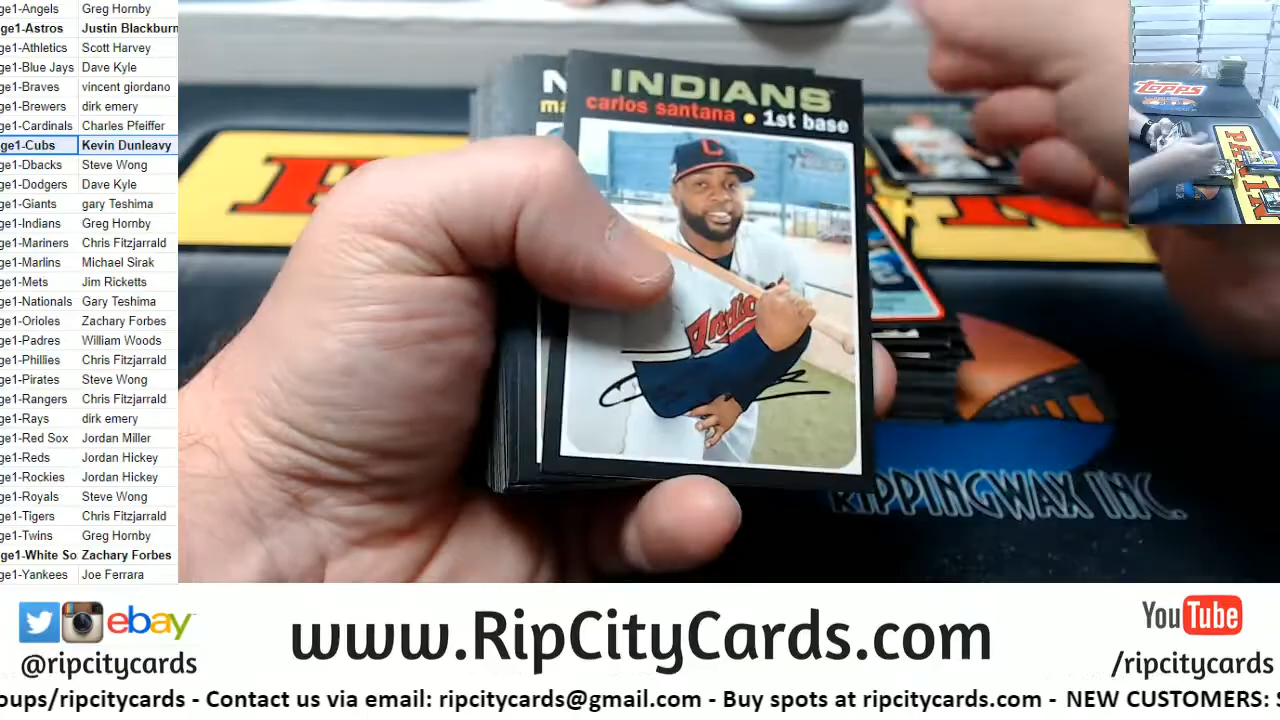 ge1-Angels Greg Hornby
ge1-Astros Justin Blackburn
ge1-Athletics Scott Harvey
ge1-Blue Jays Dave Kyle
ge1-Braves vincent giordano
ge1-Brewers dirk emery
ge1-Cardinals Charles Pfeiffer
ge1-Cubs Kevin Dunleavy
ge1-Dbacks Steve Wong
ge1-Dodgers Dave Kyle
ge1-Giants gary Teshima
ge1-Indians Greg Hornby
ge1-Mariners Chris Fitzjarrald
ge1-Marlins Michael Sirak
ge1-Mets Jim Ricketts
ge1-Nationals Gary Teshima
ge1-Orioles Zachary Forbes
ge1-Padres William Woods
ge1-Phillies Chris Fitzjarrald
ge1-Pirates Steve Wong
ge1-Rangers Chris Fitzjarrald
ge1-Rays dirk emery
ge1-Red Sox Jordan Miller
ge1-Reds Jordan Hickey
ge1-Rockies Jordan Hickey
ge1-Royals Steve Wong
ge1-Tigers Chris Fitzjarrald
ge1-Twins Greg Hornby
ge1-White So Zachary Forbes
ge1-Yankees Joe Ferrara
INDIANS
carlos santana • 1st base
N
ma
Indians
topps
RIPPINGWAX INC.
ebay
@ripcitycards
www.RipCityCards.com
YouTube
/ripcitycards
oups/ripcitycards - Contact us via email: ripcitycards@gmail.com - Buy spots at ripcitycards.com - NEW CUSTOMERS: S